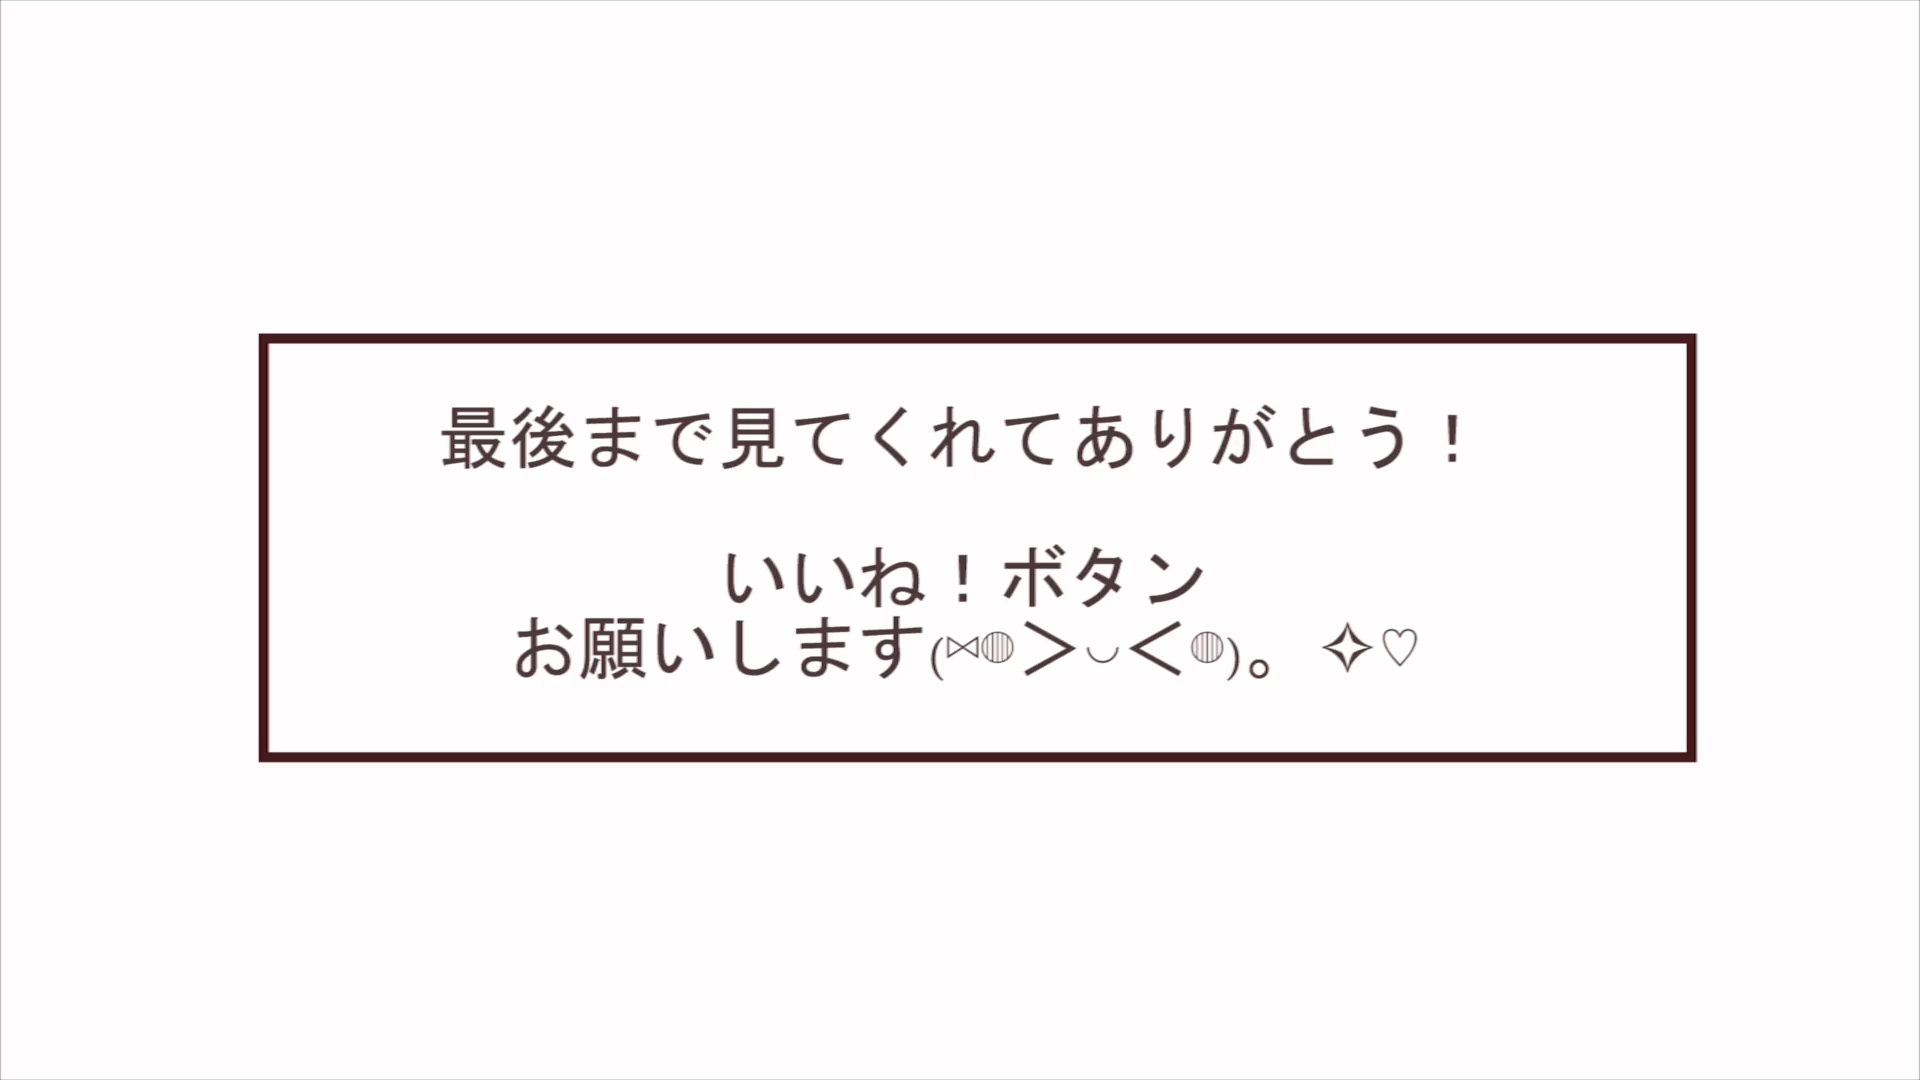 最後まで見てくれてありがとう！
いいね！ボタン
お願いします(⋈◍＞◡＜◍)。✧♡